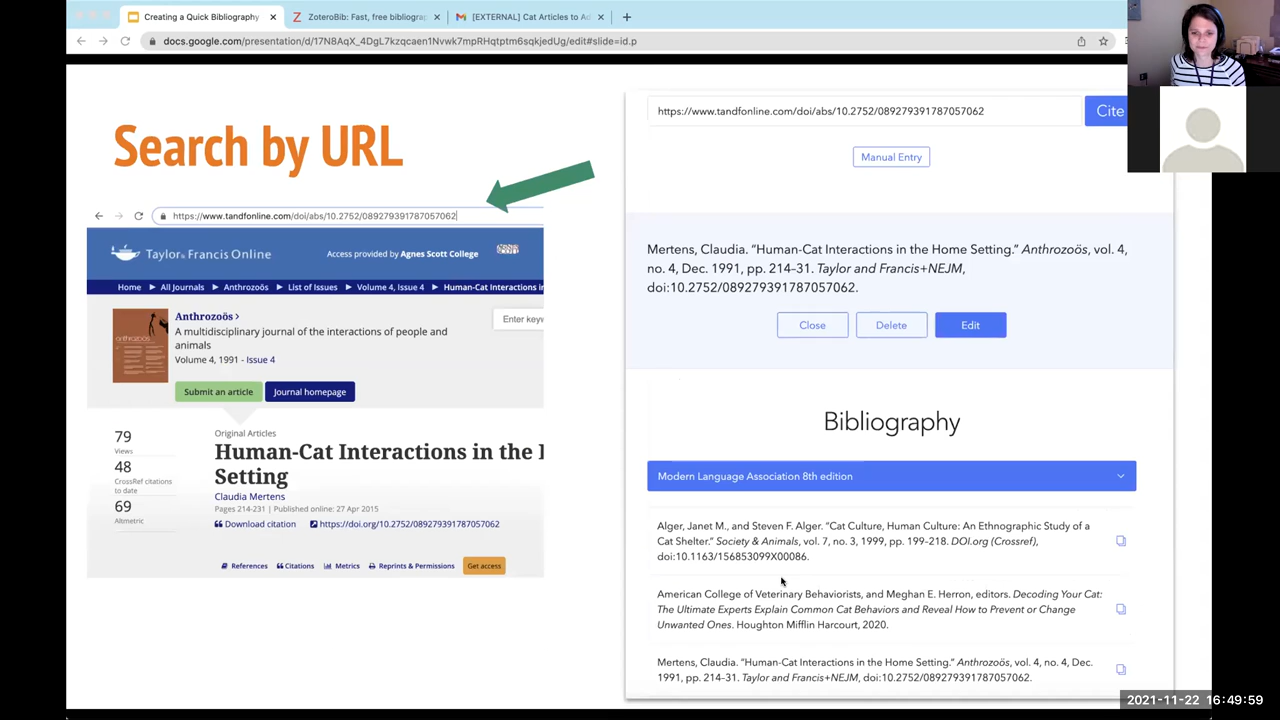 Creating a Quick Bibliography
ZoteroBib: Fast, free bibliograp
[EXTERNAL] Cat Articles to Ad
docs.google.com/presentation/d/17N8AqX_4DgL7kzqcaen1Nvwk7mpRHqtptm6sqkjedUg/edit#slide=id.p
Search by URL
https://www.tandfonline.com/doi/abs/10.2752/089279391787057062
Taylor & Francis Online
Access provided by Agnes Scott College
Home All Journals Anthrozoös List of Issues Volume 4, Issue 4 Human-Cat Interactions in
Anthrozoös >
A multidisciplinary journal of the interactions of people and
animals
Volume 4, 1991 - Issue 4
Enter keyw
Submit an article
Journal homepage
79
Views
48
CrossRef citations
to date
69
Altmetric
Original Articles
Human-Cat Interactions in the
Setting
Claudia Mertens
Pages 214-231 | Published online: 27 Apr 2015
Download citation
https://doi.org/10.2752/089279391787057062
References Citations Metrics Reprints & Permissions Get access
https://www.tandfonline.com/doi/abs/10.2752/089279391787057062
Cite
Manual Entry
Mertens, Claudia. “Human-Cat Interactions in the Home Setting.” Anthrozoös, vol. 4,
no. 4, Dec. 1991, pp. 214–31. Taylor and Francis+NEJM,
doi:10.2752/089279391787057062.
Close
Delete
Edit
Bibliography
Modern Language Association 8th edition
Alger, Janet M., and Steven F. Alger. “Cat Culture, Human Culture: An Ethnographic Study of a
Cat Shelter.” Society & Animals, vol. 7, no. 3, 1999, pp. 199–218. DOI.org (Crossref),
doi:10.1163/156853099X00086.
American College of Veterinary Behaviorists, and Meghan E. Herron, editors. Decoding Your Cat:
The Ultimate Experts Explain Common Cat Behaviors and Reveal How to Prevent or Change
Unwanted Ones. Houghton Mifflin Harcourt, 2020.
Mertens, Claudia. “Human-Cat Interactions in the Home Setting.” Anthrozoös, vol. 4, no. 4, Dec.
1991, pp. 214–31. Taylor and Francis+NEJM, doi:10.2752/089279391787057062.
2021-11-22 16:49:59